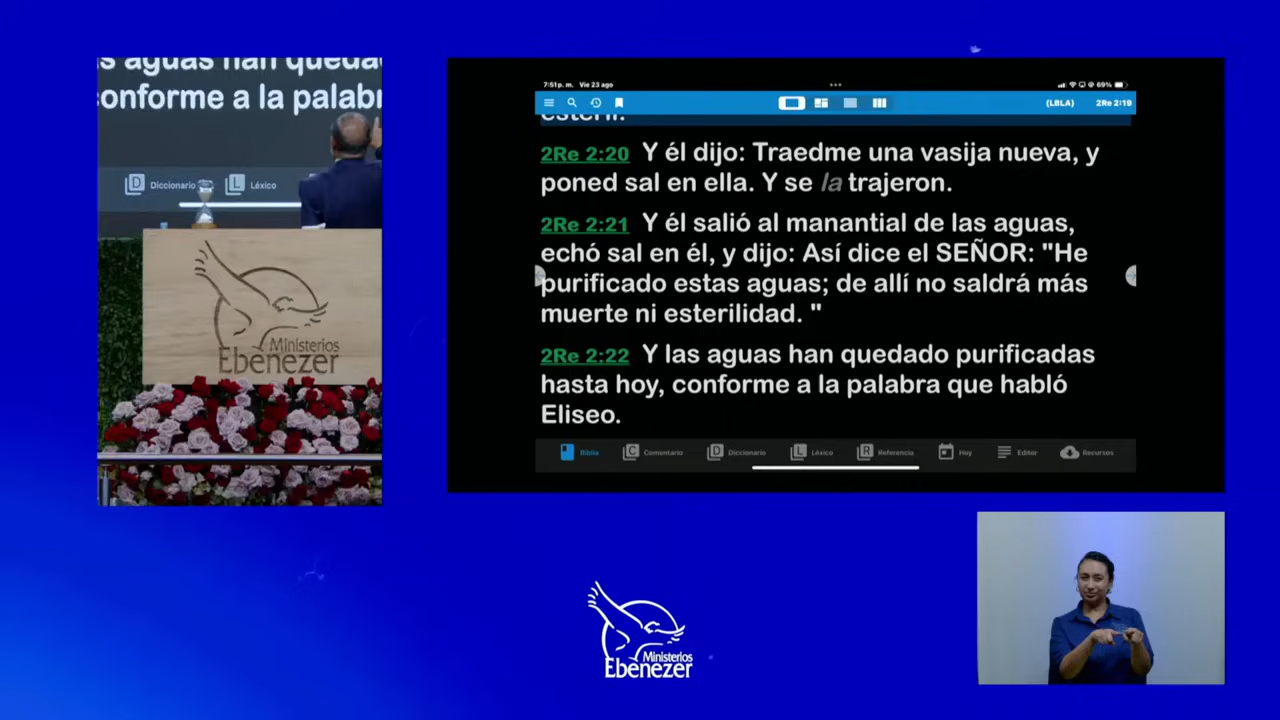 s aguas han queda
conforme a la palabr
Diccionario
Léxico
Ministerios
Ebenezer
7:51 p. m. Vie 23 ago
69%
(LBLA) 2Re 2:19
esteril.
2Re 2:20 Y él dijo: Traedme una vasija nueva, y
poned sal en ella. Y se la trajeron.
2Re 2:21 Y él salió al manantial de las aguas,
echó sal en él, y dijo: Así dice el SEÑOR: "He
purificado estas aguas; de allí no saldrá más
muerte ni esterilidad. "
2Re 2:22 Y las aguas han quedado purificadas
hasta hoy, conforme a la palabra que habló
Eliseo.
Biblia Comentario Diccionario Léxico Referencia Hoy Editor Recursos
Ministerios
Ebenezer